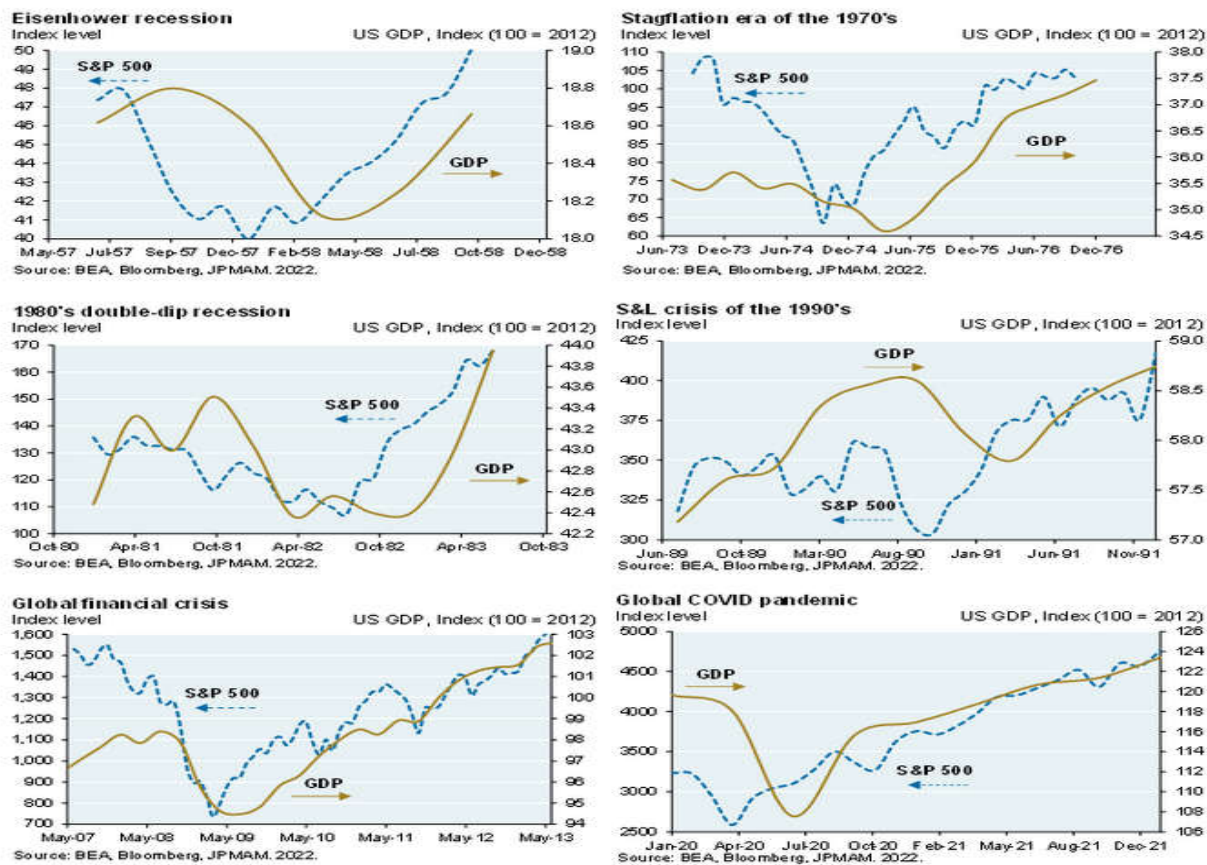 Eisenhower recession
Index level US GDP, Index (100 = 2012)
50 19.0
S&P 500
49
48 18.8
47
46 18.6
45
44 GDP 18.4
43
42 18.2
41
40 18.0
May-57 Jul-57 Sep-57 Dec-57 Feb-58 May-58 Jul-58 Oct-58 Dec-58
Source: BEA, Bloomberg, JPMAM. 2022.
Stagflation era of the 1970's
Index level US GDP, Index (100 = 2012)
110 38.0
105 S&P 500 37.5
100
95 37.0
90 36.5
85
80 GDP 36.0
75 35.5
70
65 35.0
60 34.5
Jun-73 Dec-73 Jun-74 Dec-74 Jun-75 Dec-75 Jun-76 Dec-76
Source: BEA, Bloomberg, JPMAM. 2022.
1980's double-dip recession
Index level US GDP, Index (100 = 2012)
170 44.0
160 43.8
43.6
150 S&P 500 43.4
140 43.2
130 43.0
GDP 42.8
120 42.6
110 42.4
100 42.2
Oct-80 Apr-81 Oct-81 Apr-82 Oct-82 Apr-83 Oct-83
Source: BEA, Bloomberg, JPMAM. 2022.
S&L crisis of the 1990's
Index level US GDP, Index (100 = 2012)
425 59.0
GDP
400 58.5
375
350 58.0
325 S&P 500 57.5
300 57.0
Jun-89 Oct-89 Mar-90 Aug-90 Jan-91 Jun-91 Nov-91
Source: BEA, Bloomberg, JPMAM. 2022.
Global financial crisis
Index level US GDP, Index (100 = 2012)
1,600 103
1,500 102
1,400 101
1,300 S&P 500 100
1,200 99
1,100 98
1,000 97
900 GDP 96
800 95
700 94
May-07 May-08 May-09 May-10 May-11 May-12 May-13
Source: BEA, Bloomberg, JPMAM. 2022.
Global COVID pandemic
Index level US GDP, Index (100 = 2012)
5000 126
124
4500 GDP 122
120
4000 118
116
3500 114
S&P 500 112
3000 110
108
2500 106
Jan-20 Apr-20 Jul-20 Oct-20 Feb-21 May-21 Aug-21 Dec-21
Source: BEA, Bloomberg, JPMAM. 2022.